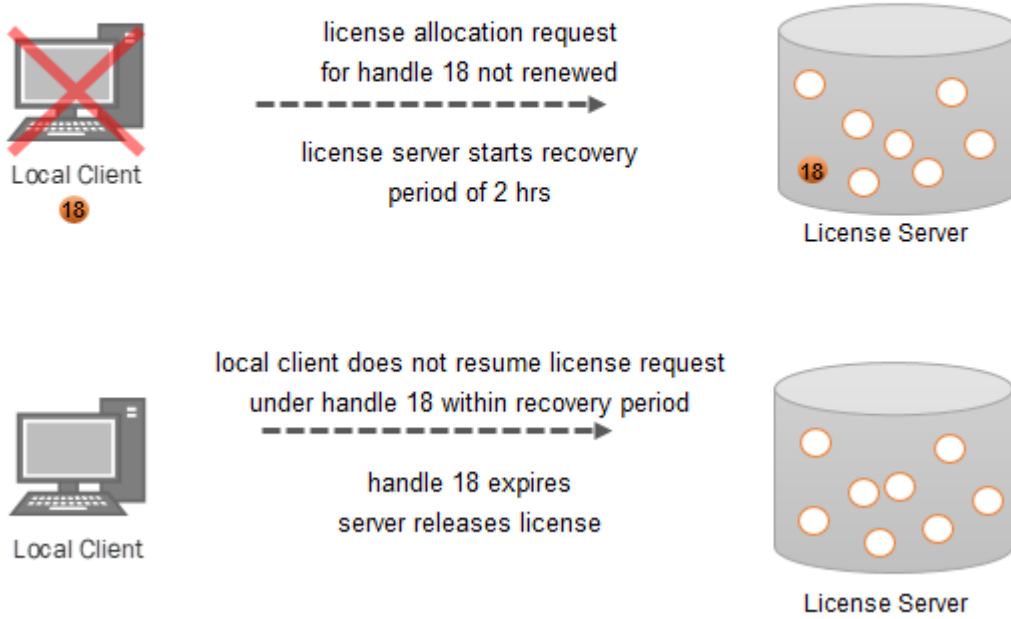 license allocation request
for handle 18 not renewed
license server starts recovery
period of 2 hrs
Local Client
18
18
License Server
local client does not resume license request
under handle 18 within recovery period
handle 18 expires
server releases license
Local Client
License Server